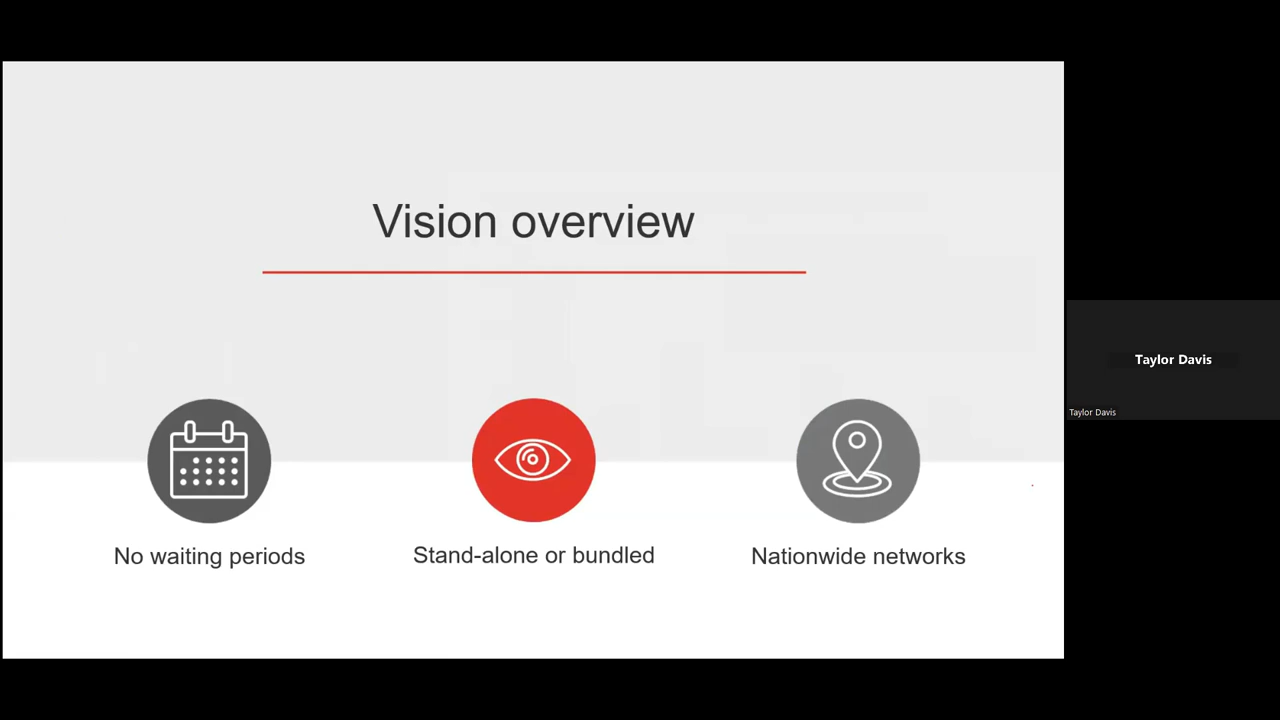 Vision overview
No waiting periods
Stand-alone or bundled
Nationwide networks
Taylor Davis
Taylor Davis